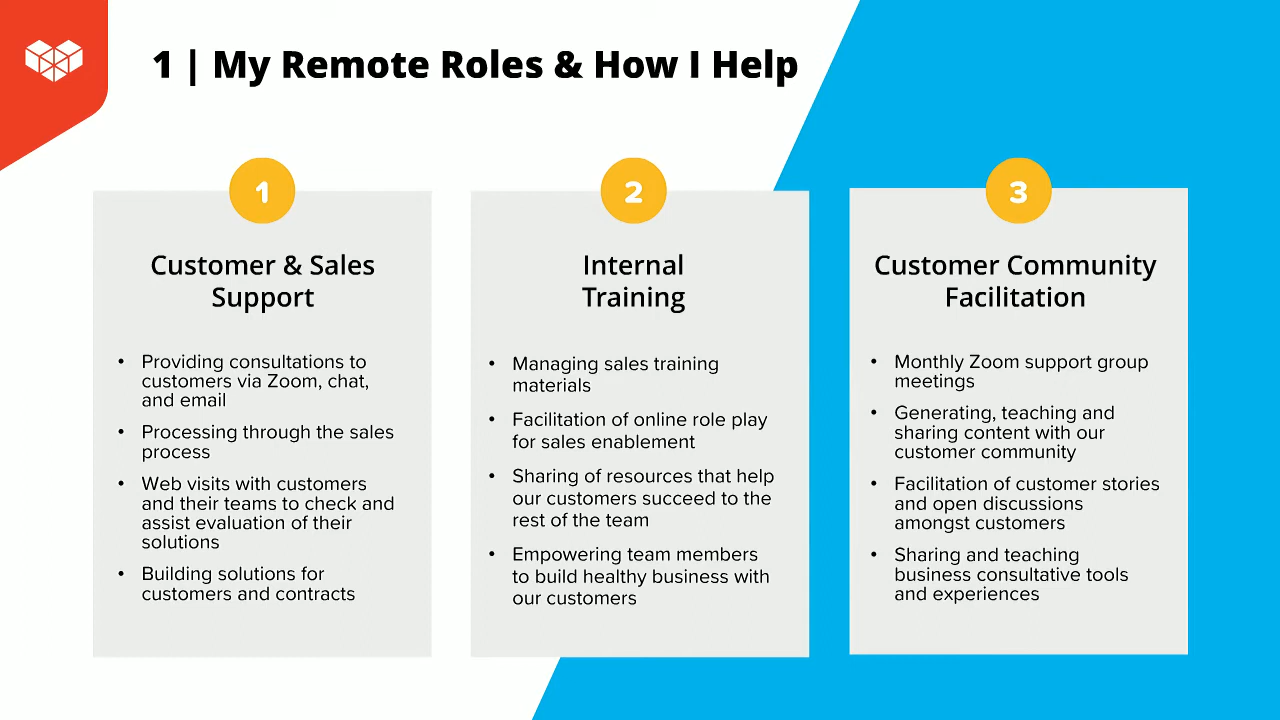 1 | My Remote Roles & How I Help
1
Customer & Sales
Support
• Providing consultations to
customers via Zoom, chat,
and email
• Processing through the sales
process
• Web visits with customers
and their teams to check and
assist evaluation of their
solutions
• Building solutions for
customers and contracts
2
Internal
Training
• Managing sales training
materials
• Facilitation of online role play
for sales enablement
• Sharing of resources that help
our customers succeed to the
rest of the team
• Empowering team members
to build healthy business with
our customers
3
Customer Community
Facilitation
• Monthly Zoom support group
meetings
• Generating, teaching and
sharing content with our
customer community
• Facilitation of customer stories
and open discussions
amongst customers
• Sharing and teaching
business consultative tools
and experiences